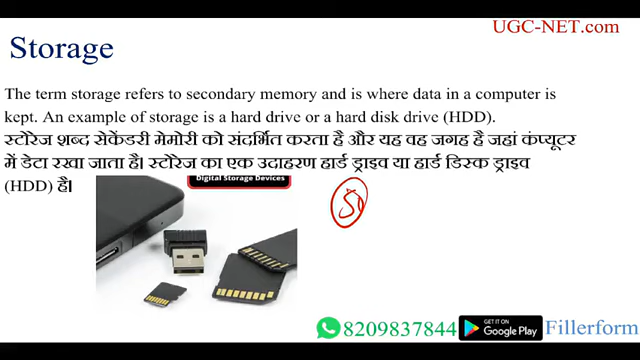 UGC-NET.com
Storage
The term storage refers to secondary memory and is where data in a computer is
kept. An example of storage is a hard drive or a hard disk drive (HDD).
स्टोरेज शब्द सेकेंडरी मेमोरी को संदर्भित करता है और यह वह जगह है जहां कंप्यूटर
में डेटा रखा जाता है। स्टोरेज का एक उदाहरण हार्ड ड्राइव या हार्ड डिस्क ड्राइव
(HDD) है।
Digital Storage Devices
8209837844 GET IT ON Google Play Fillerform